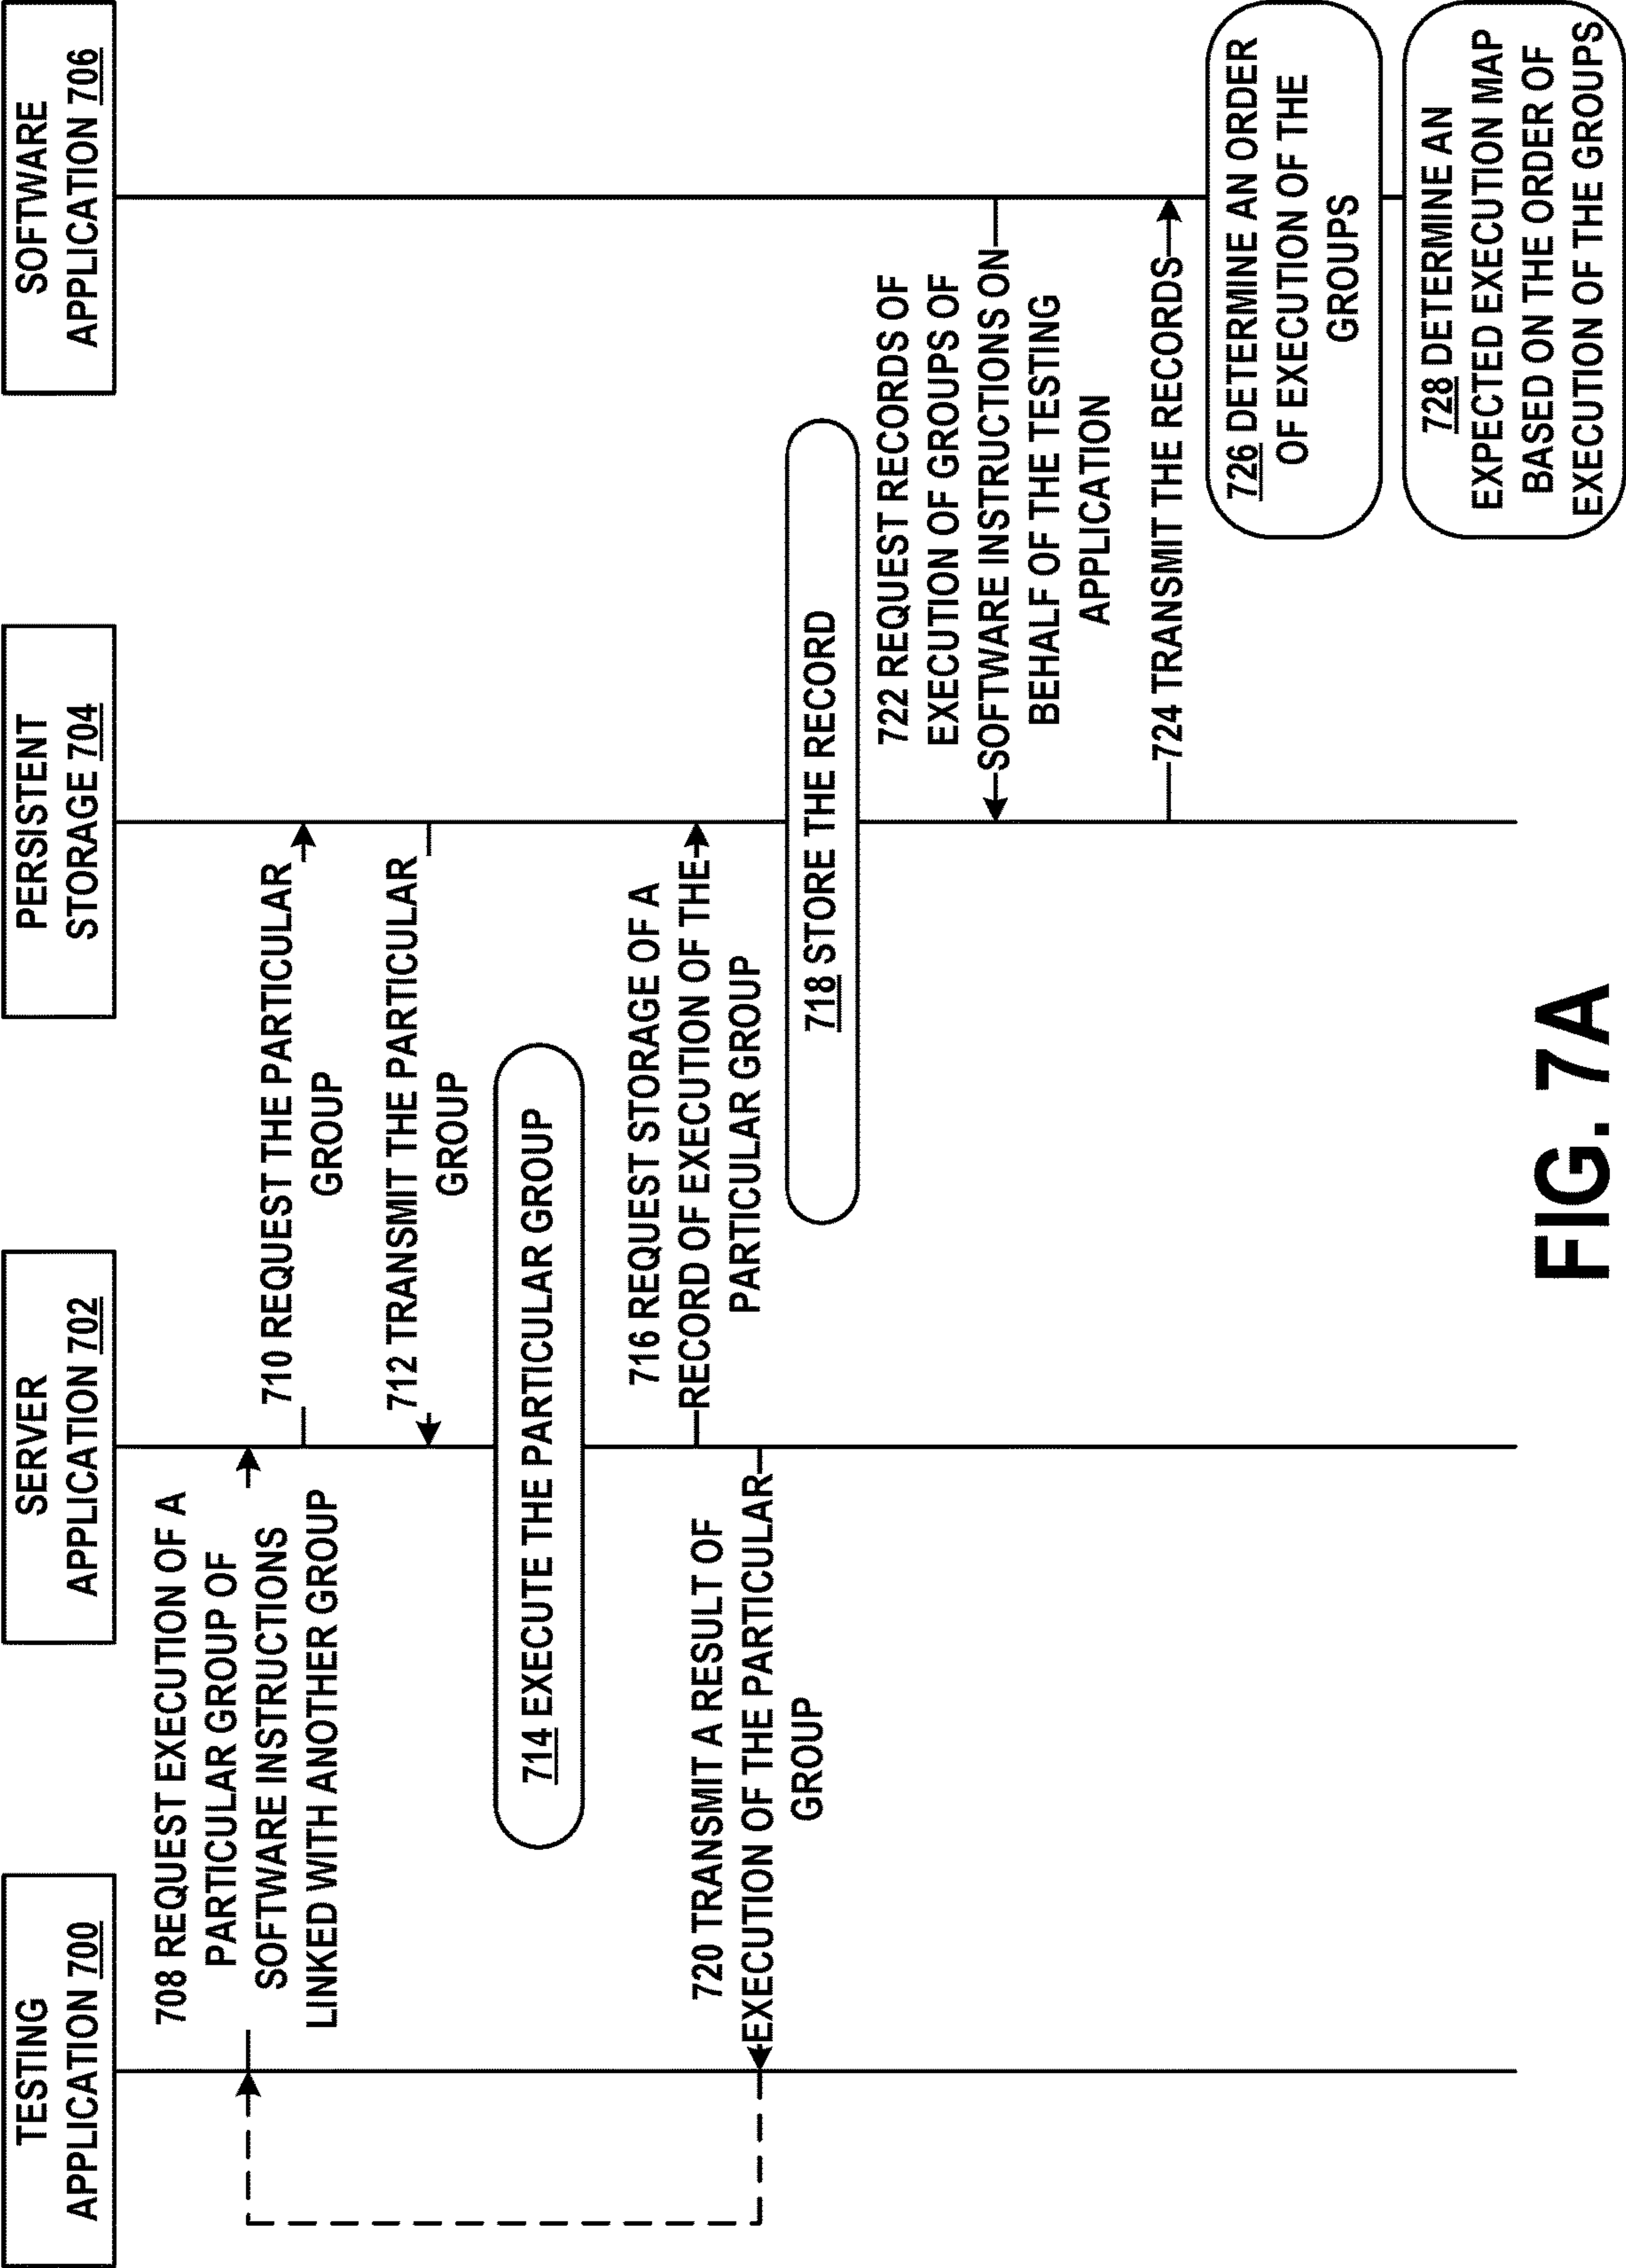 TESTING
APPLICATION 700
SERVER
APPLICATION 702
PERSISTENT
STORAGE 704
SOFTWARE
APPLICATION 706
708 REQUEST EXECUTION OF A
PARTICULAR GROUP OF
SOFTWARE INSTRUCTIONS
LINKED WITH ANOTHER GROUP
710 REQUEST THE PARTICULAR
GROUP
712 TRANSMIT THE PARTICULAR
GROUP
714 EXECUTE THE PARTICULAR GROUP
716 REQUEST STORAGE OF A
RECORD OF EXECUTION OF THE
PARTICULAR GROUP
718 STORE THE RECORD
720 TRANSMIT A RESULT OF
EXECUTION OF THE PARTICULAR
GROUP
722 REQUEST RECORDS OF
EXECUTION OF GROUPS OF
SOFTWARE INSTRUCTIONS ON
BEHALF OF THE TESTING
APPLICATION
724 TRANSMIT THE RECORDS
726 DETERMINE AN ORDER
OF EXECUTION OF THE
GROUPS
728 DETERMINE AN
EXPECTED EXECUTION MAP
BASED ON THE ORDER OF
EXECUTION OF THE GROUPS
FIG. 7A